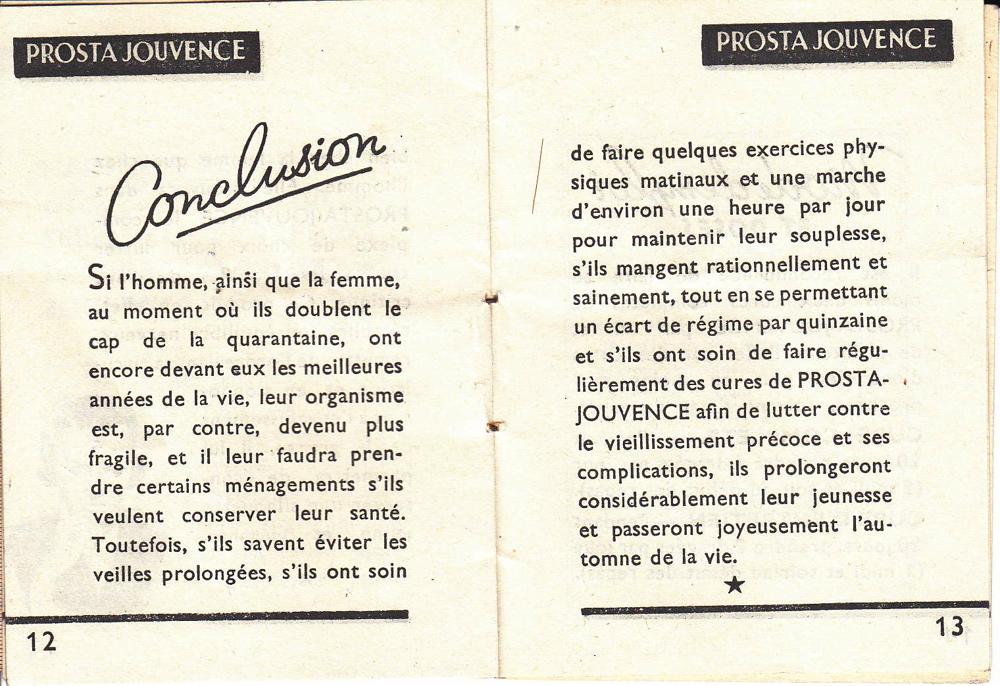 PROSTA JOUVENCE
Conclusion
Si l'homme, ainsi que la femme,
au moment où ils doublent le
cap de la quarantaine, ont
encore devant eux les meilleures
années de la vie, leur organisme
est, par contre, devenu plus
fragile, et il leur faudra pren-
dre certains ménagements s'ils
veulent conserver leur santé.
Toutefois, s'ils savent éviter les
veilles prolongées, s'ils ont soin
12
PROSTA JOUVENCE
de faire quelques exercices phy-
siques matinaux et une marche
d'environ une heure par jour
pour maintenir leur souplesse,
s'ils mangent rationnellement et
sainement, tout en se permettant
un écart de régime par quinzaine
et s'ils ont soin de faire régu-
lièrement des cures de PROSTA-
JOUVENCE afin de lutter contre
le vieillissement précoce et ses
complications, ils prolongeront
considérablement leur jeunesse
et passeront joyeusement l'au-
tomne de la vie.
13